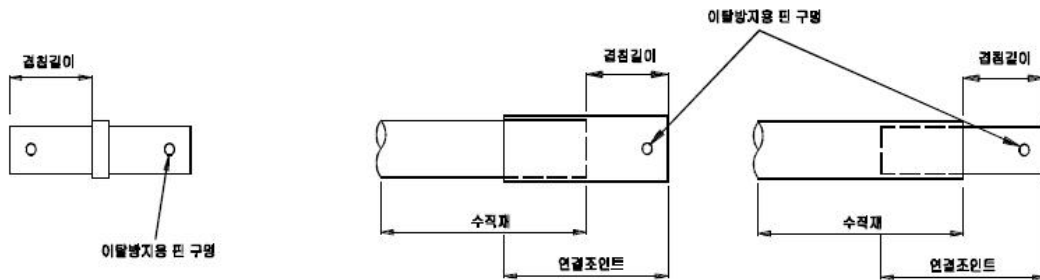 겹침길이
이탈방지용 핀 구멍
이탈방지용 핀 구멍
겹침길이
겹침길이
수직재
연결조인트
수직재
연결조인트